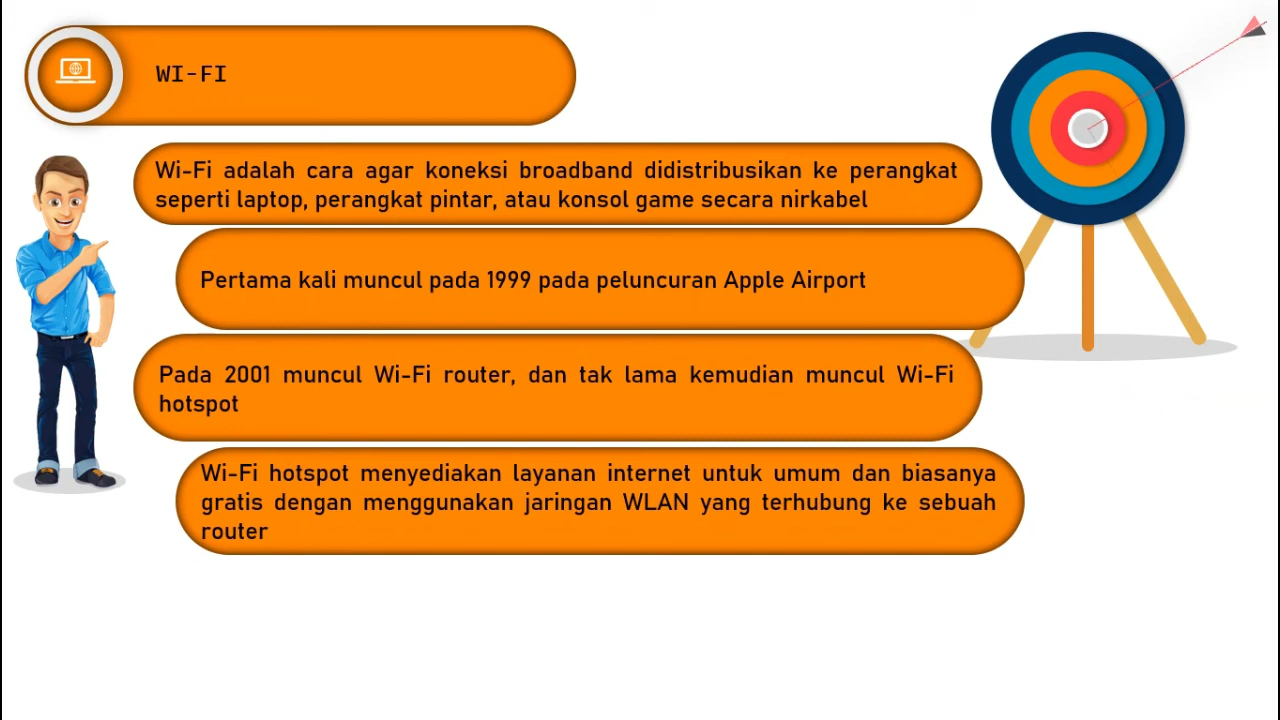 WI-FI
Wi-Fi adalah cara agar koneksi broadband didistribusikan ke perangkat
seperti laptop, perangkat pintar, atau konsol game secara nirkabel
Pertama kali muncul pada 1999 pada peluncuran Apple Airport
Pada 2001 muncul Wi-Fi router, dan tak lama kemudian muncul Wi-Fi
hotspot
Wi-Fi hotspot menyediakan layanan internet untuk umum dan biasanya
gratis dengan menggunakan jaringan WLAN yang terhubung ke sebuah
router